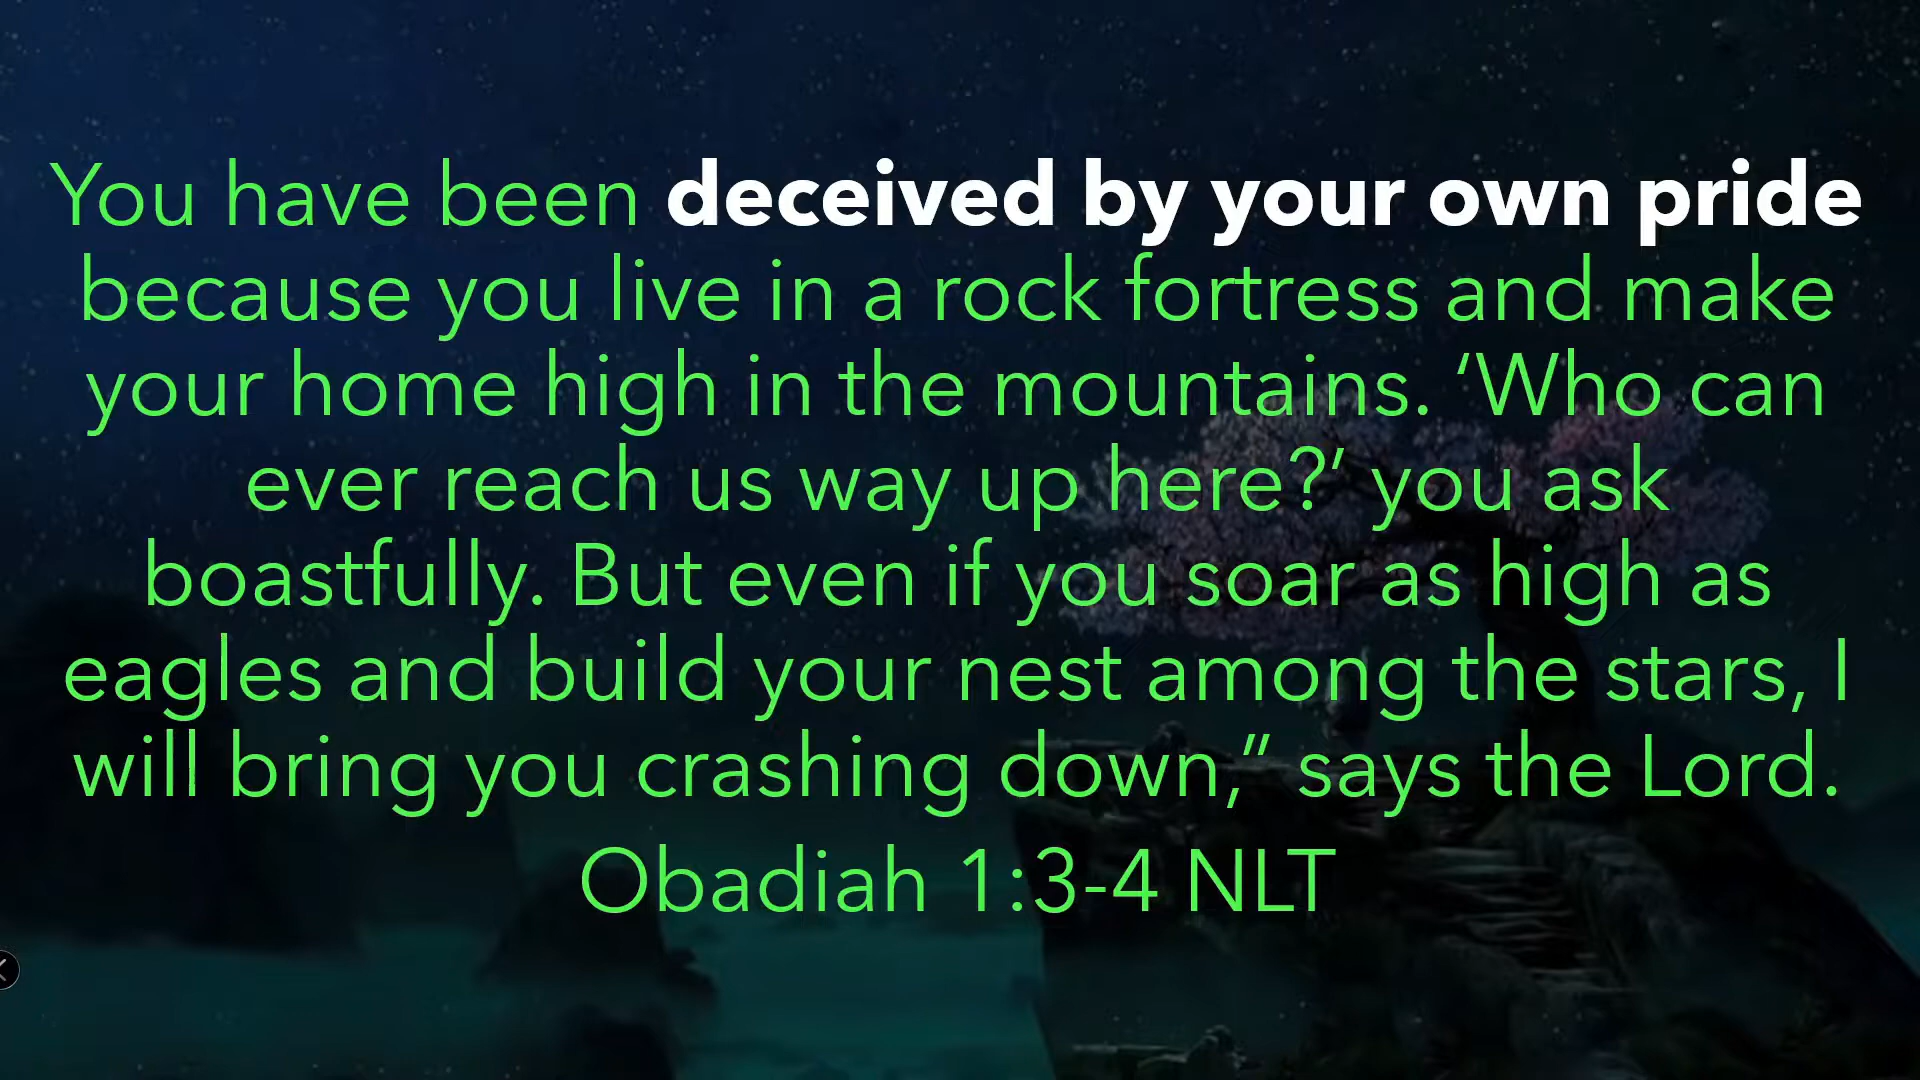 You have been deceived by your own pride
because you live in a rock fortress and make
your home high in the mountains. ‘Who can
ever reach us way up here?’ you ask
boastfully. But even if you soar as high as
eagles and build your nest among the stars, I
will bring you crashing down,” says the Lord.
Obadiah 1:3-4 NLT